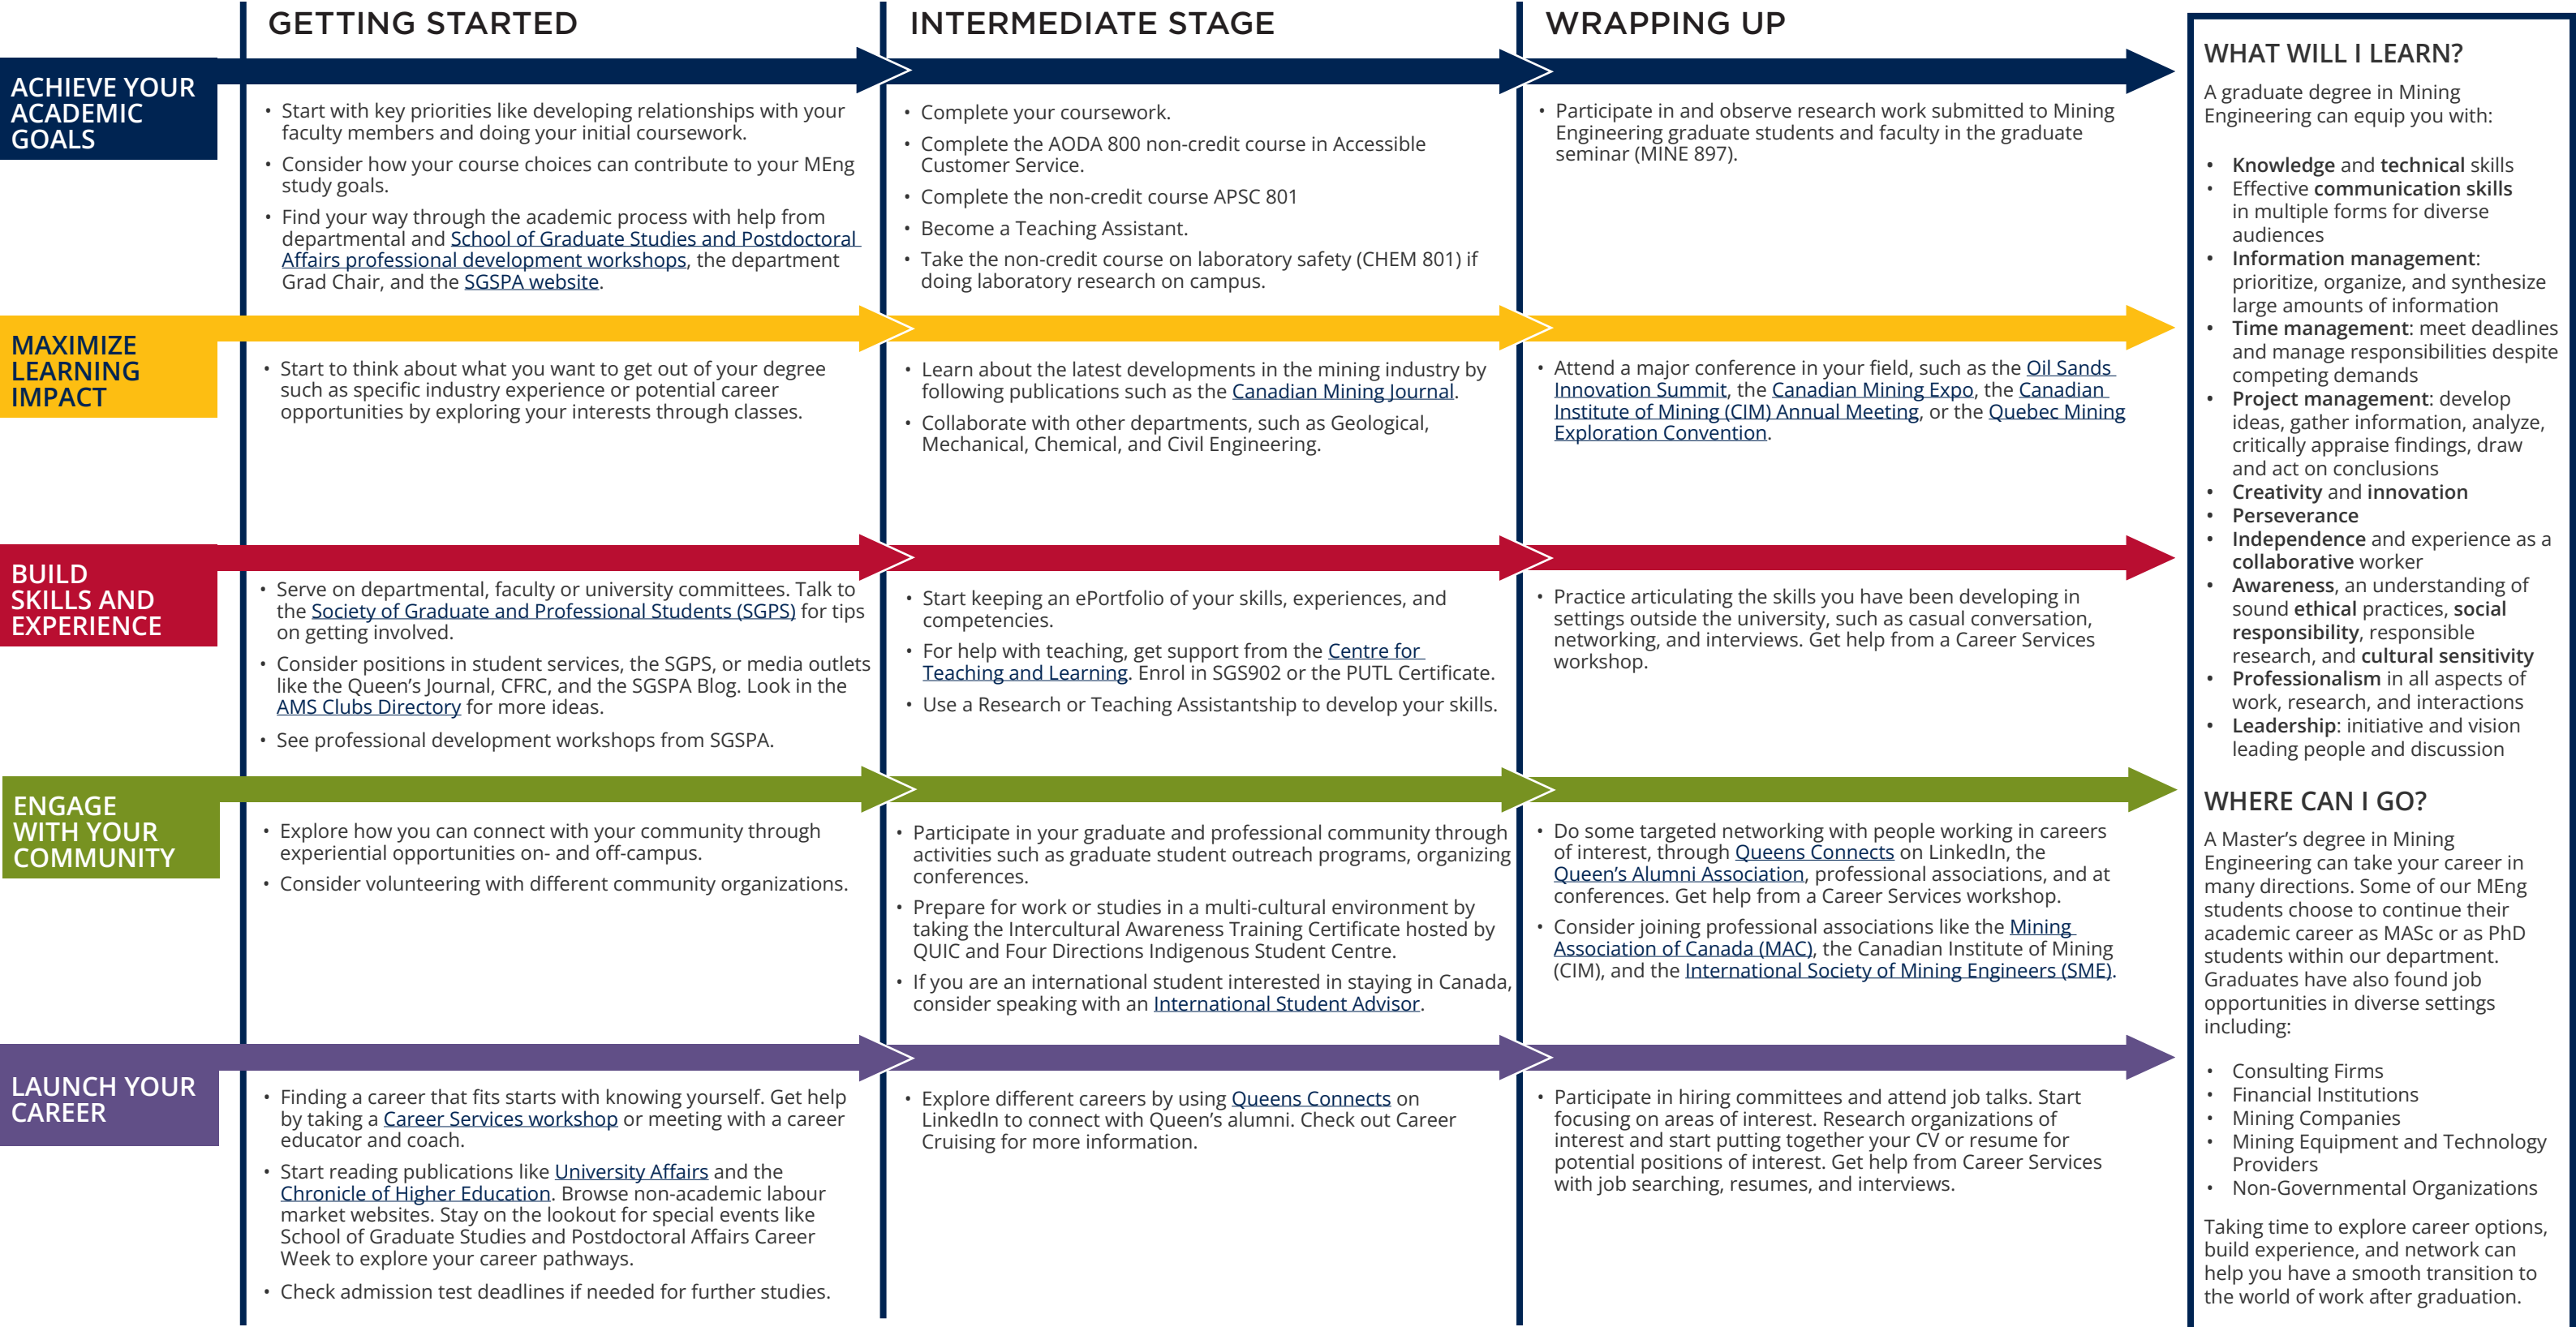 GETTING STARTED
INTERMEDIATE STAGE
WRAPPING UP
ACHIEVE YOUR
ACADEMIC
GOALS
• Start with key priorities like developing relationships with your
faculty members and doing your initial coursework.
• Consider how your course choices can contribute to your MEng
study goals.
• Find your way through the academic process with help from
departmental and School of Graduate Studies and Postdoctoral
Affairs professional development workshops, the department
Grad Chair, and the SGSPA website.
• Complete your coursework.
• Complete the AODA 800 non-credit course in Accessible
Customer Service.
• Complete the non-credit course APSC 801
• Become a Teaching Assistant.
• Take the non-credit course on laboratory safety (CHEM 801) if
doing laboratory research on campus.
• Participate in and observe research work submitted to Mining
Engineering graduate students and faculty in the graduate
seminar (MINE 897).
MAXIMIZE
LEARNING
IMPACT
• Start to think about what you want to get out of your degree
such as specific industry experience or potential career
opportunities by exploring your interests through classes.
• Learn about the latest developments in the mining industry by
following publications such as the Canadian Mining Journal.
• Collaborate with other departments, such as Geological,
Mechanical, Chemical, and Civil Engineering.
• Attend a major conference in your field, such as the Oil Sands
Innovation Summit, the Canadian Mining Expo, the Canadian
Institute of Mining (CIM) Annual Meeting, or the Quebec Mining
Exploration Convention.
BUILD
SKILLS AND
EXPERIENCE
• Serve on departmental, faculty or university committees. Talk to
the Society of Graduate and Professional Students (SGPS) for tips
on getting involved.
• Consider positions in student services, the SGPS, or media outlets
like the Queen’s Journal, CFRC, and the SGSPA Blog. Look in the
AMS Clubs Directory for more ideas.
• See professional development workshops from SGSPA.
• Start keeping an ePortfolio of your skills, experiences, and
competencies.
• For help with teaching, get support from the Centre for
Teaching and Learning. Enrol in SGS902 or the PUTL Certificate.
• Use a Research or Teaching Assistantship to develop your skills.
• Practice articulating the skills you have been developing in
settings outside the university, such as casual conversation,
networking, and interviews. Get help from a Career Services
workshop.
ENGAGE
WITH YOUR
COMMUNITY
• Explore how you can connect with your community through
experiential opportunities on- and off-campus.
• Consider volunteering with different community organizations.
• Participate in your graduate and professional community through
activities such as graduate student outreach programs, organizing
conferences.
• Prepare for work or studies in a multi-cultural environment by
taking the Intercultural Awareness Training Certificate hosted by
QUIC and Four Directions Indigenous Student Centre.
• If you are an international student interested in staying in Canada,
consider speaking with an International Student Advisor.
• Do some targeted networking with people working in careers
of interest, through Queens Connects on LinkedIn, the
Queen’s Alumni Association, professional associations, and at
conferences. Get help from a Career Services workshop.
• Consider joining professional associations like the Mining
Association of Canada (MAC), the Canadian Institute of Mining
(CIM), and the International Society of Mining Engineers (SME).
LAUNCH YOUR
CAREER
• Finding a career that fits starts with knowing yourself. Get help
by taking a Career Services workshop or meeting with a career
educator and coach.
• Start reading publications like University Affairs and the
Chronicle of Higher Education. Browse non-academic labour
market websites. Stay on the lookout for special events like
School of Graduate Studies and Postdoctoral Affairs Career
Week to explore your career pathways.
• Check admission test deadlines if needed for further studies.
• Explore different careers by using Queens Connects on
LinkedIn to connect with Queen’s alumni. Check out Career
Cruising for more information.
• Participate in hiring committees and attend job talks. Start
focusing on areas of interest. Research organizations of
interest and start putting together your CV or resume for
potential positions of interest. Get help from Career Services
with job searching, resumes, and interviews.
WHAT WILL I LEARN?
A graduate degree in Mining
Engineering can equip you with:
• Knowledge and technical skills
• Effective communication skills
in multiple forms for diverse
audiences
• Information management:
prioritize, organize, and synthesize
large amounts of information
• Time management: meet deadlines
and manage responsibilities despite
competing demands
• Project management: develop
ideas, gather information, analyze,
critically appraise findings, draw
and act on conclusions
• Creativity and innovation
• Perseverance
• Independence and experience as a
collaborative worker
• Awareness, an understanding of
sound ethical practices, social
responsibility, responsible
research, and cultural sensitivity
• Professionalism in all aspects of
work, research, and interactions
• Leadership: initiative and vision
leading people and discussion
WHERE CAN I GO?
A Master’s degree in Mining
Engineering can take your career in
many directions. Some of our MEng
students choose to continue their
academic career as MASc or as PhD
students within our department.
Graduates have also found job
opportunities in diverse settings
including:
• Consulting Firms
• Financial Institutions
• Mining Companies
• Mining Equipment and Technology
Providers
• Non-Governmental Organizations
Taking time to explore career options,
build experience, and network can
help you have a smooth transition to
the world of work after graduation.